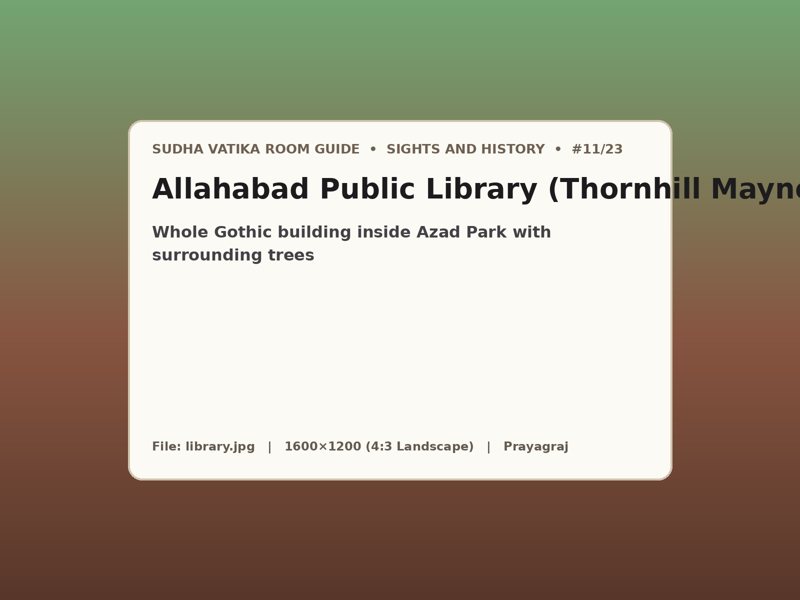 SUDHA VATIKA ROOM GUIDE • SIGHTS AND HISTORY • #11/23
Allahabad Public Library (Thornhill
Whole Gothic building inside Azad Park with
surrounding trees
File: library.jpg | 1600×1200 (4:3 Landscape) | Prayagraj